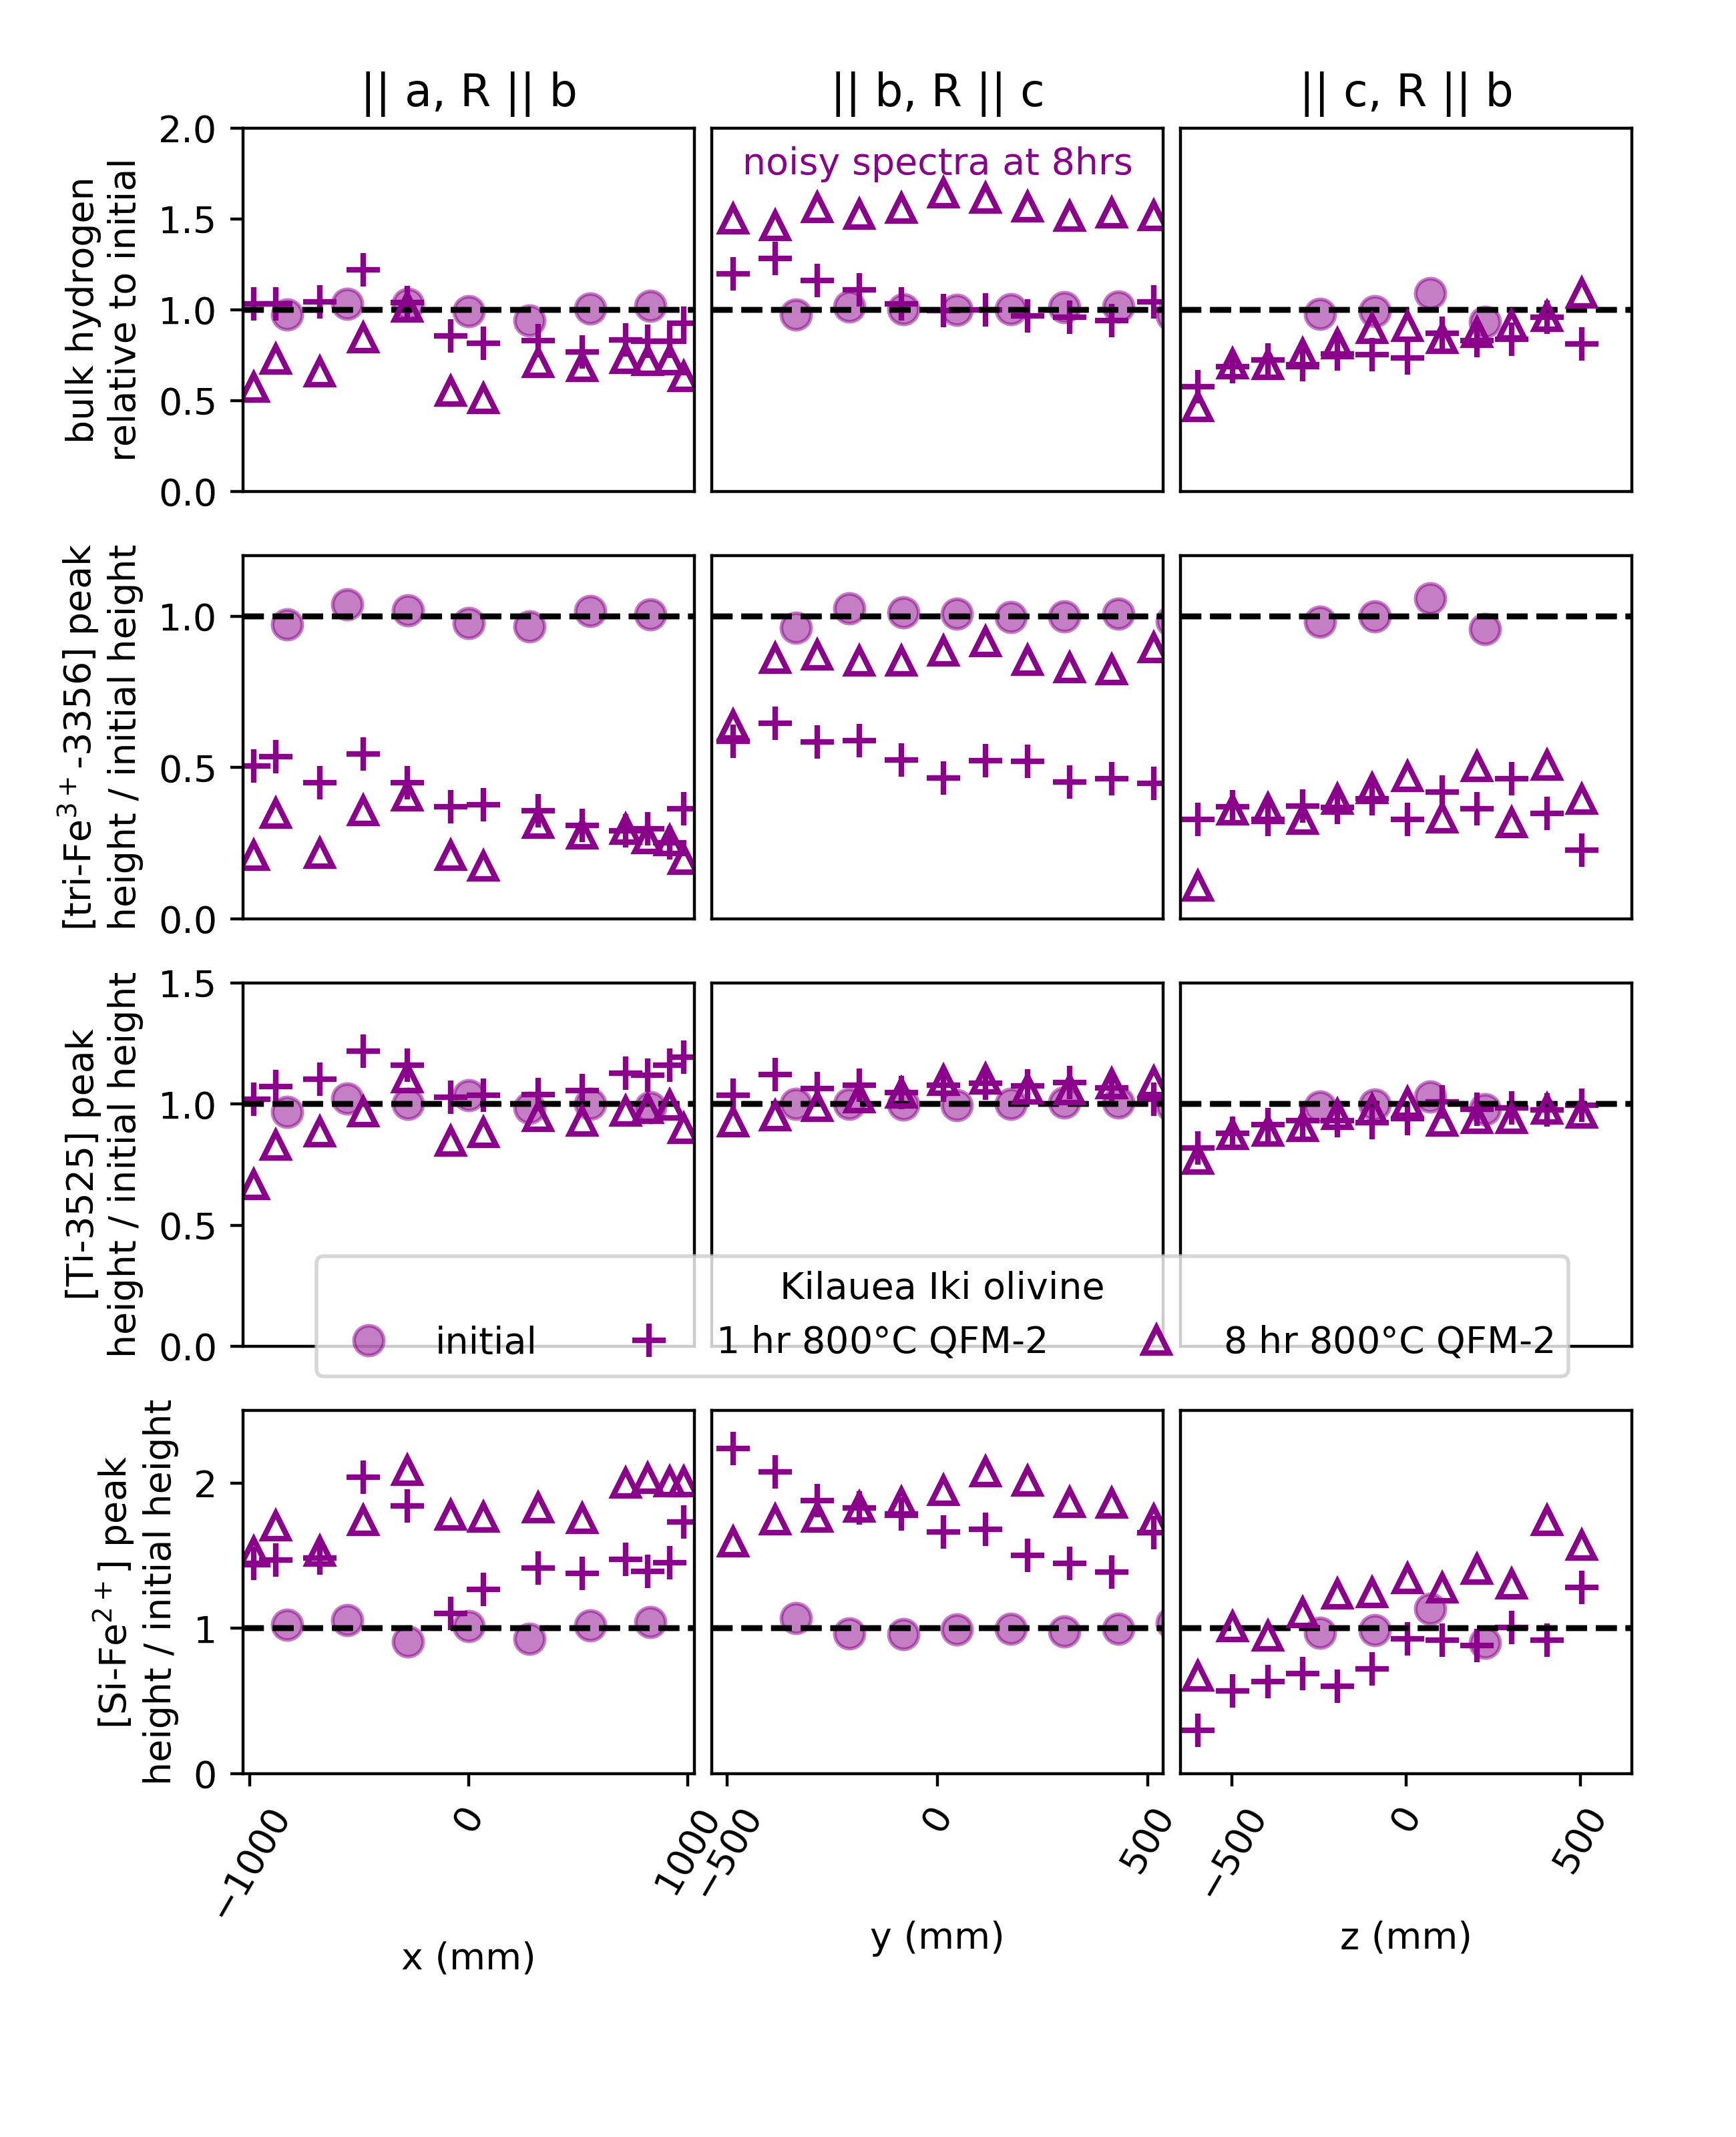 || a, R || b
|| b, R || c
|| c, R || b
bulk hydrogen
relative to initial
2.0
1.5
1.0
0.5
0.0
noisy spectra at 8hrs
[tri-Fe³⁺-3356] peak
height / initial height
1.0
0.5
0.0
[Ti-3525] peak
height / initial height
1.5
1.0
0.5
0.0
Kilauea Iki olivine
initial
1 hr 800°C QFM-2
8 hr 800°C QFM-2
[Si-Fe²⁺] peak
height / initial height
2
1
0
−1000
0
1000
−500
0
500
−500
0
500
x (mm)
y (mm)
z (mm)